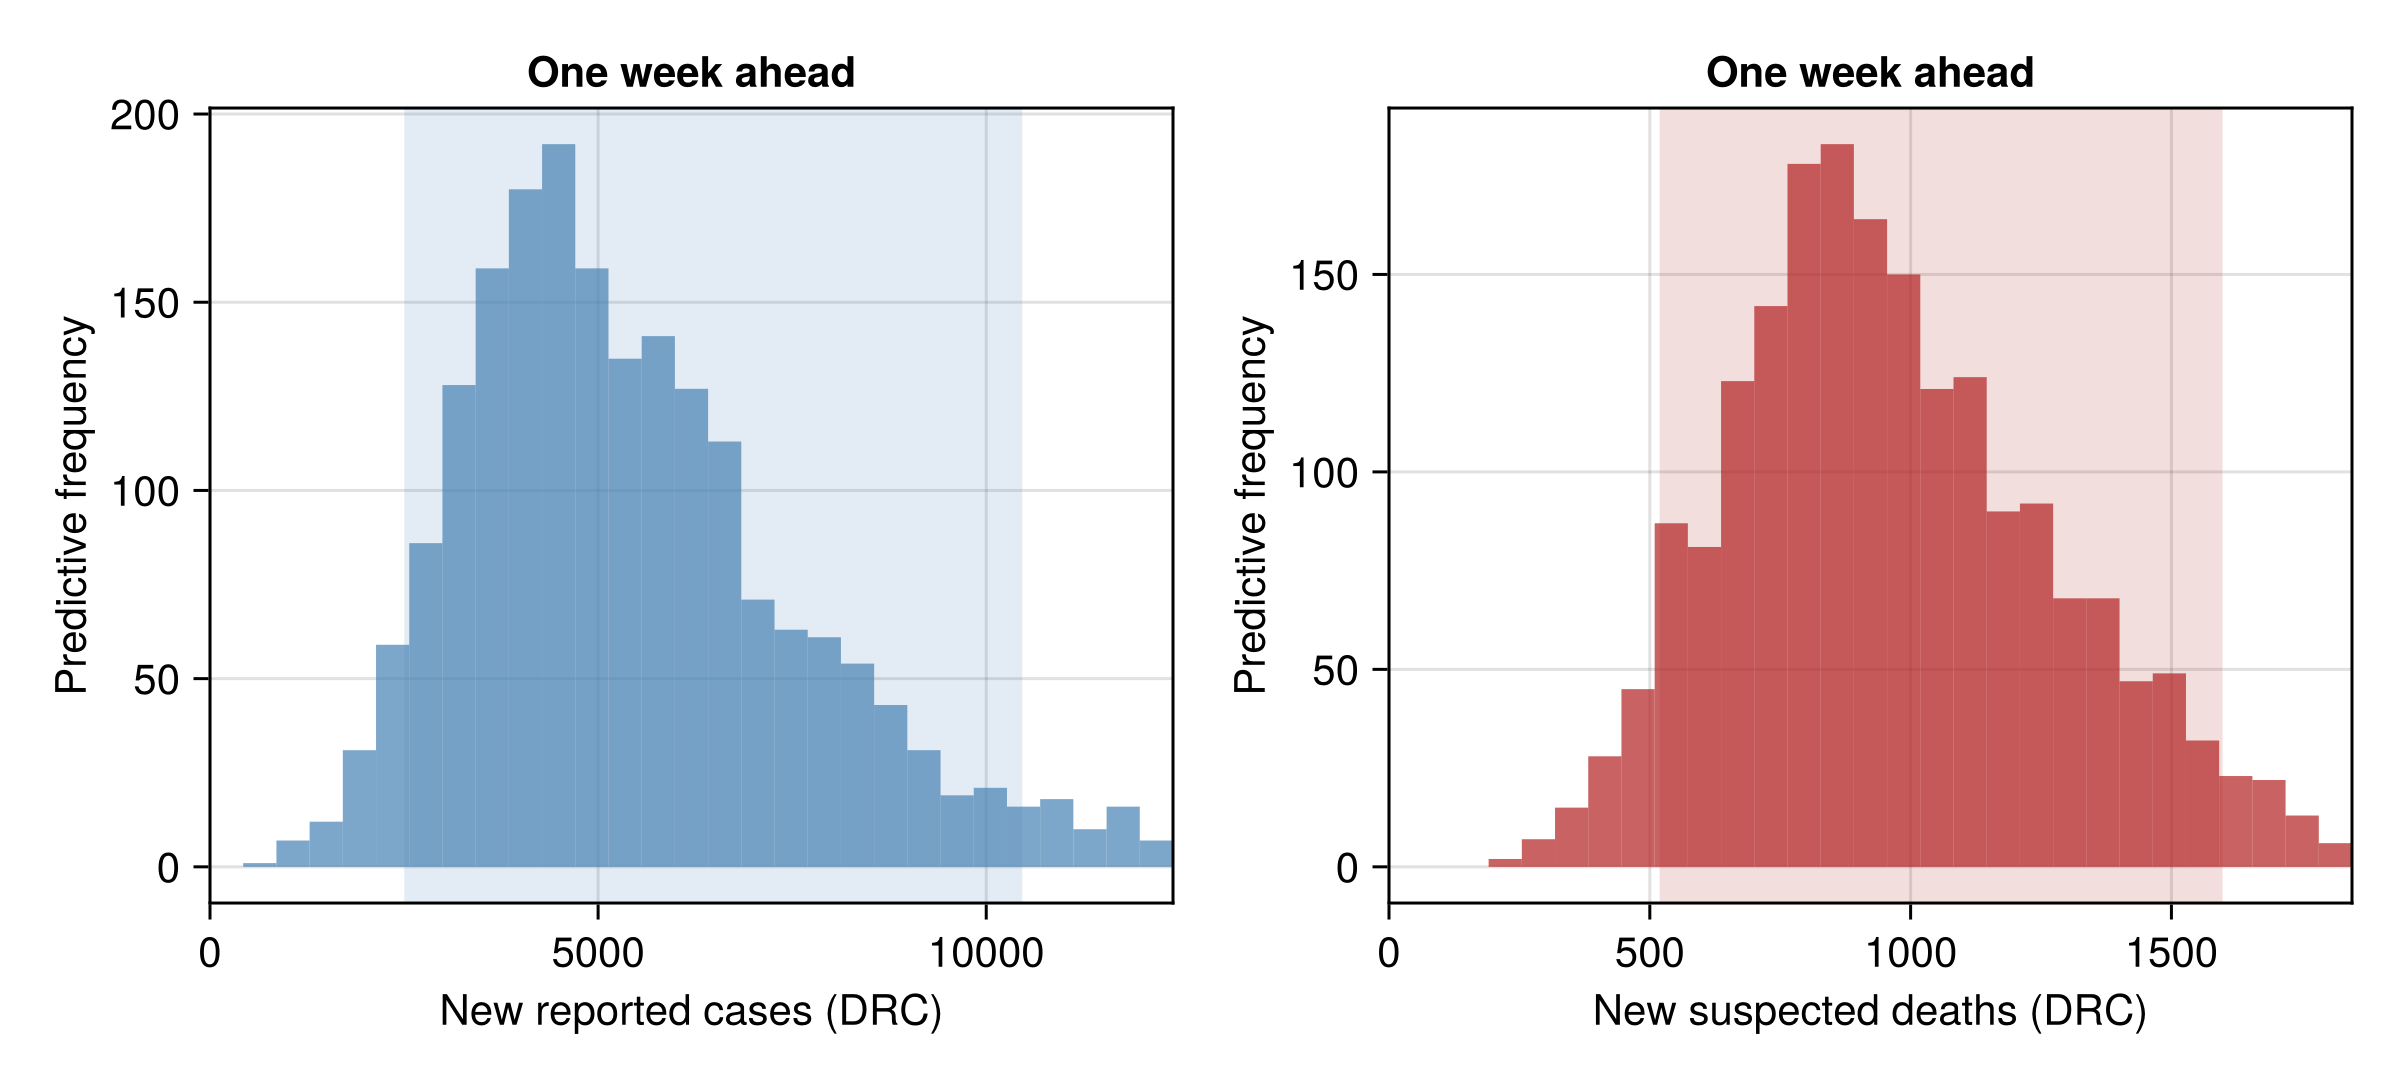 One week ahead
200
150
100
50
0
Predictive frequency
0 5000 10000
New reported cases (DRC)
One week ahead
150
100
50
0
Predictive frequency
0 500 1000 1500
New suspected deaths (DRC)